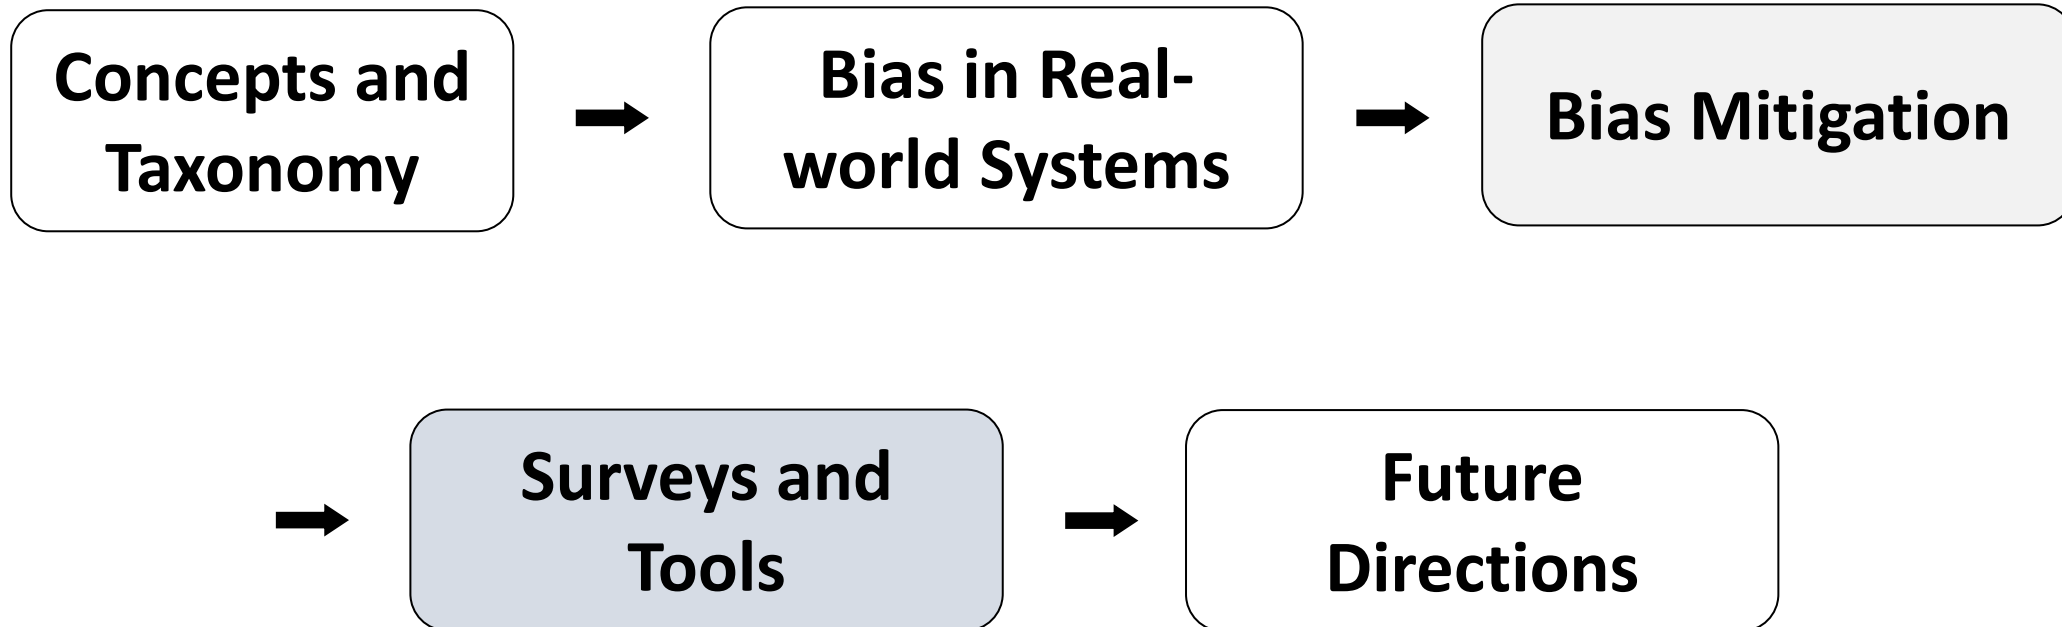 Concepts and
Taxonomy
Bias in Real-
world Systems
Bias Mitigation
Surveys and
Tools
Future
Directions